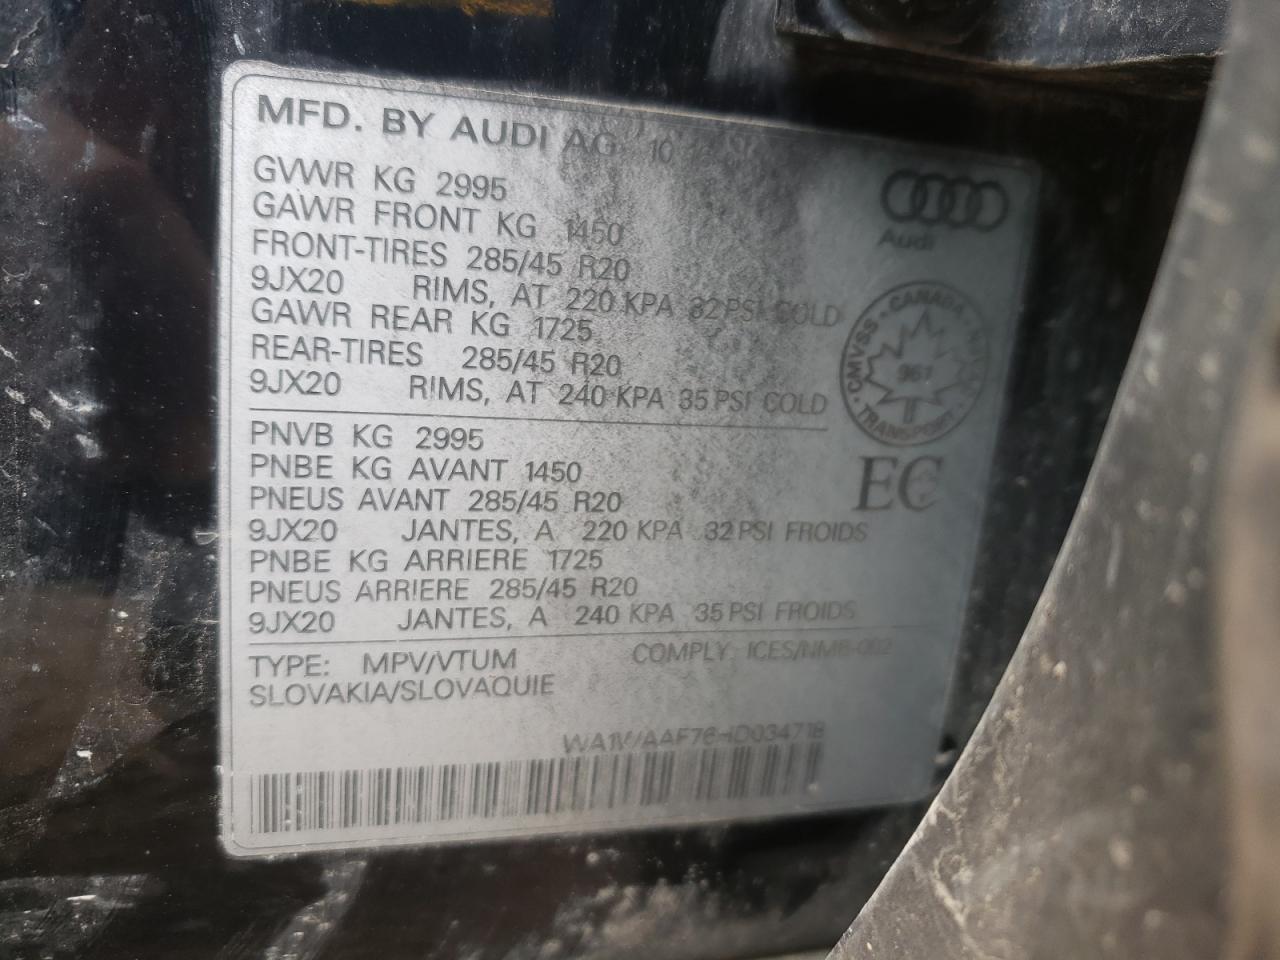 MFD. BY AUDI AG 10
Audi
GVWR KG 2995
GAWR FRONT KG 1450
FRONT-TIRES 285/45 R20
9JX20 RIMS, AT 220 KPA 32 PSI COLD
GAWR REAR KG 1725
REAR-TIRES 285/45 R20
9JX20 RIMS, AT 240 KPA 35 PSI COLD
CANADA
CMVSS
961
TRANSPORT
EC
PNVB KG 2995
PNBE KG AVANT 1450
PNEUS AVANT 285/45 R20
9JX20 JANTES, A 220 KPA 32 PSI FROIDS
PNBE KG ARRIERE 1725
PNEUS ARRIERE 285/45 R20
9JX20 JANTES, A 240 KPA 35 PSI FROIDS
TYPE: MPV/VTUM COMPLY: ICES/NMB-002
SLOVAKIA/SLOVAQUIE
WA1WAAF76HD034718